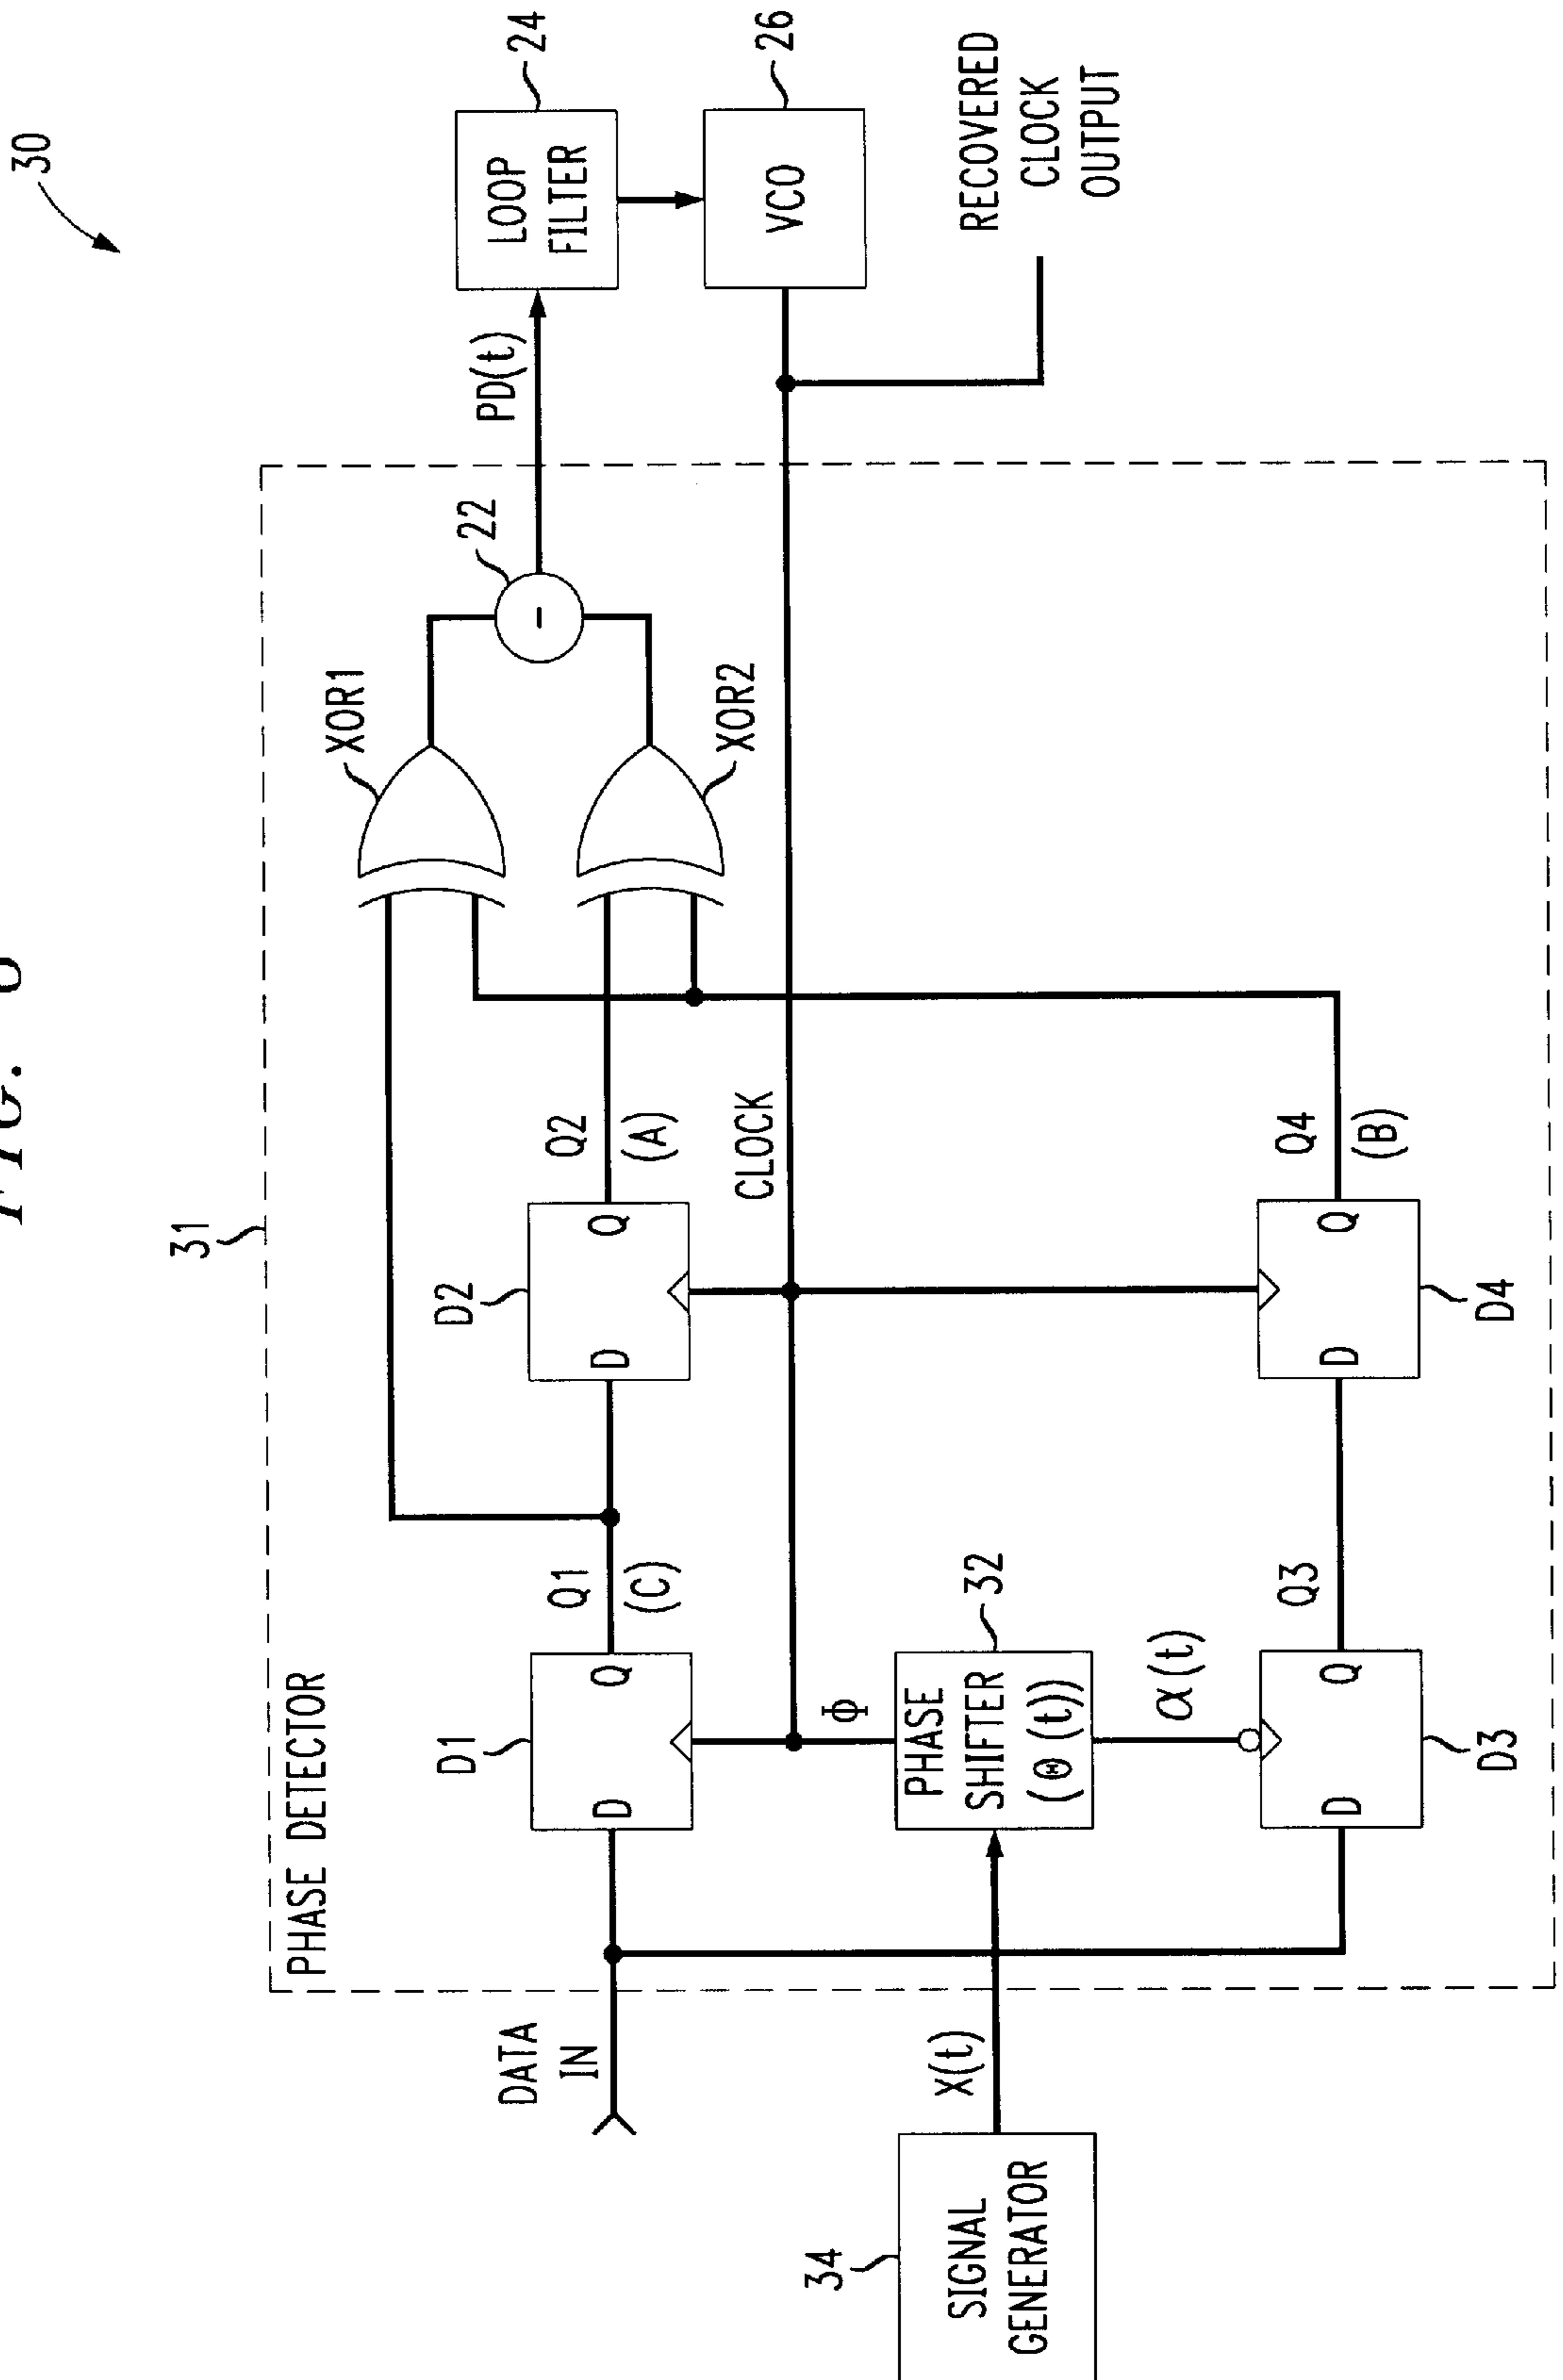 FIG.
30
31
PHASE DETECTOR
DATA
IN
D1
D
Q
Q1
(C)
D2
D
Q
Q2
(A)
XOR1
XOR2
22
-
PD(t)
LOOP
FILTER
24
VCO
26
RECOVERED
CLOCK
OUTPUT
CLOCK
Φ
PHASE
SHIFTER
(Θ (t))
32
α(t)
34
SIGNAL
GENERATOR
X(t)
D
Q
D3
Q3
D
Q
D4
Q4
(B)